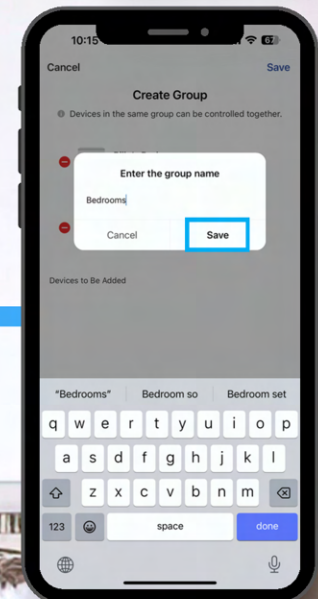 10:15
67
Cancel Save
Create Group
Devices in the same group can be controlled together.
Enter the group name
Bedrooms
Cancel Save
Devices to Be Added
"Bedrooms" Bedroom so Bedroom set
q w e r t y u i o p
a s d f g h j k l
z x c v b n m
123 space done